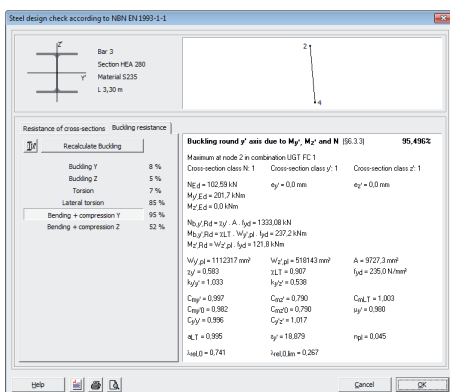 Steel design check according to NBN EN 1993-1-1
z'
y'
Bar 3
Section HEA 280
Material S235
L 3,30 m
2
4
Resistance of cross-sections Buckling resistance
Recalculate Buckling
Buckling Y 8 %
Buckling Z 5 %
Torsion 7 %
Lateral torsion 85 %
Bending + compression Y 95 %
Bending + compression Z 52 %
Buckling round y' axis due to My', Mz' and N (§6.3.3) 95,496%
Maximum at node 2 in combination UGT FC 1
Cross-section class N: 1 Cross-section class y': 1 Cross-section class z': 1
NEd = 102,59 kN ey' = 0,0 mm ez' = 0,0 mm
My',Ed = 201,7 kNm
Mz',Ed = 0,0 kNm
Nb,y',Rd = χy' . A . fyd = 1333,08 kN
Mb,y',Rd = χLT . Wy',pl . fyd = 237,2 kNm
Mz',Rd = Wz',pl . fyd = 121,8 kNm
Wy',pl = 1112317 mm³ Wz',pl = 518143 mm³ A = 9727,3 mm²
χy' = 0,583 χLT = 0,907 fyd = 235,0 N/mm²
ky'y' = 1,033 ky'z' = 0,538
Cmy' = 0,997 Cmz' = 0,790 CmLT = 1,003
Cmy'0 = 0,982 Cmz'0 = 0,790 μy' = 0,980
Cy'y' = 0,996 Cy'z' = 1,017
aLT = 0,995 εy' = 18,879 npl = 0,045
λrel,0 = 0,741 λrel,0,lim = 0,267
Help Cancel OK